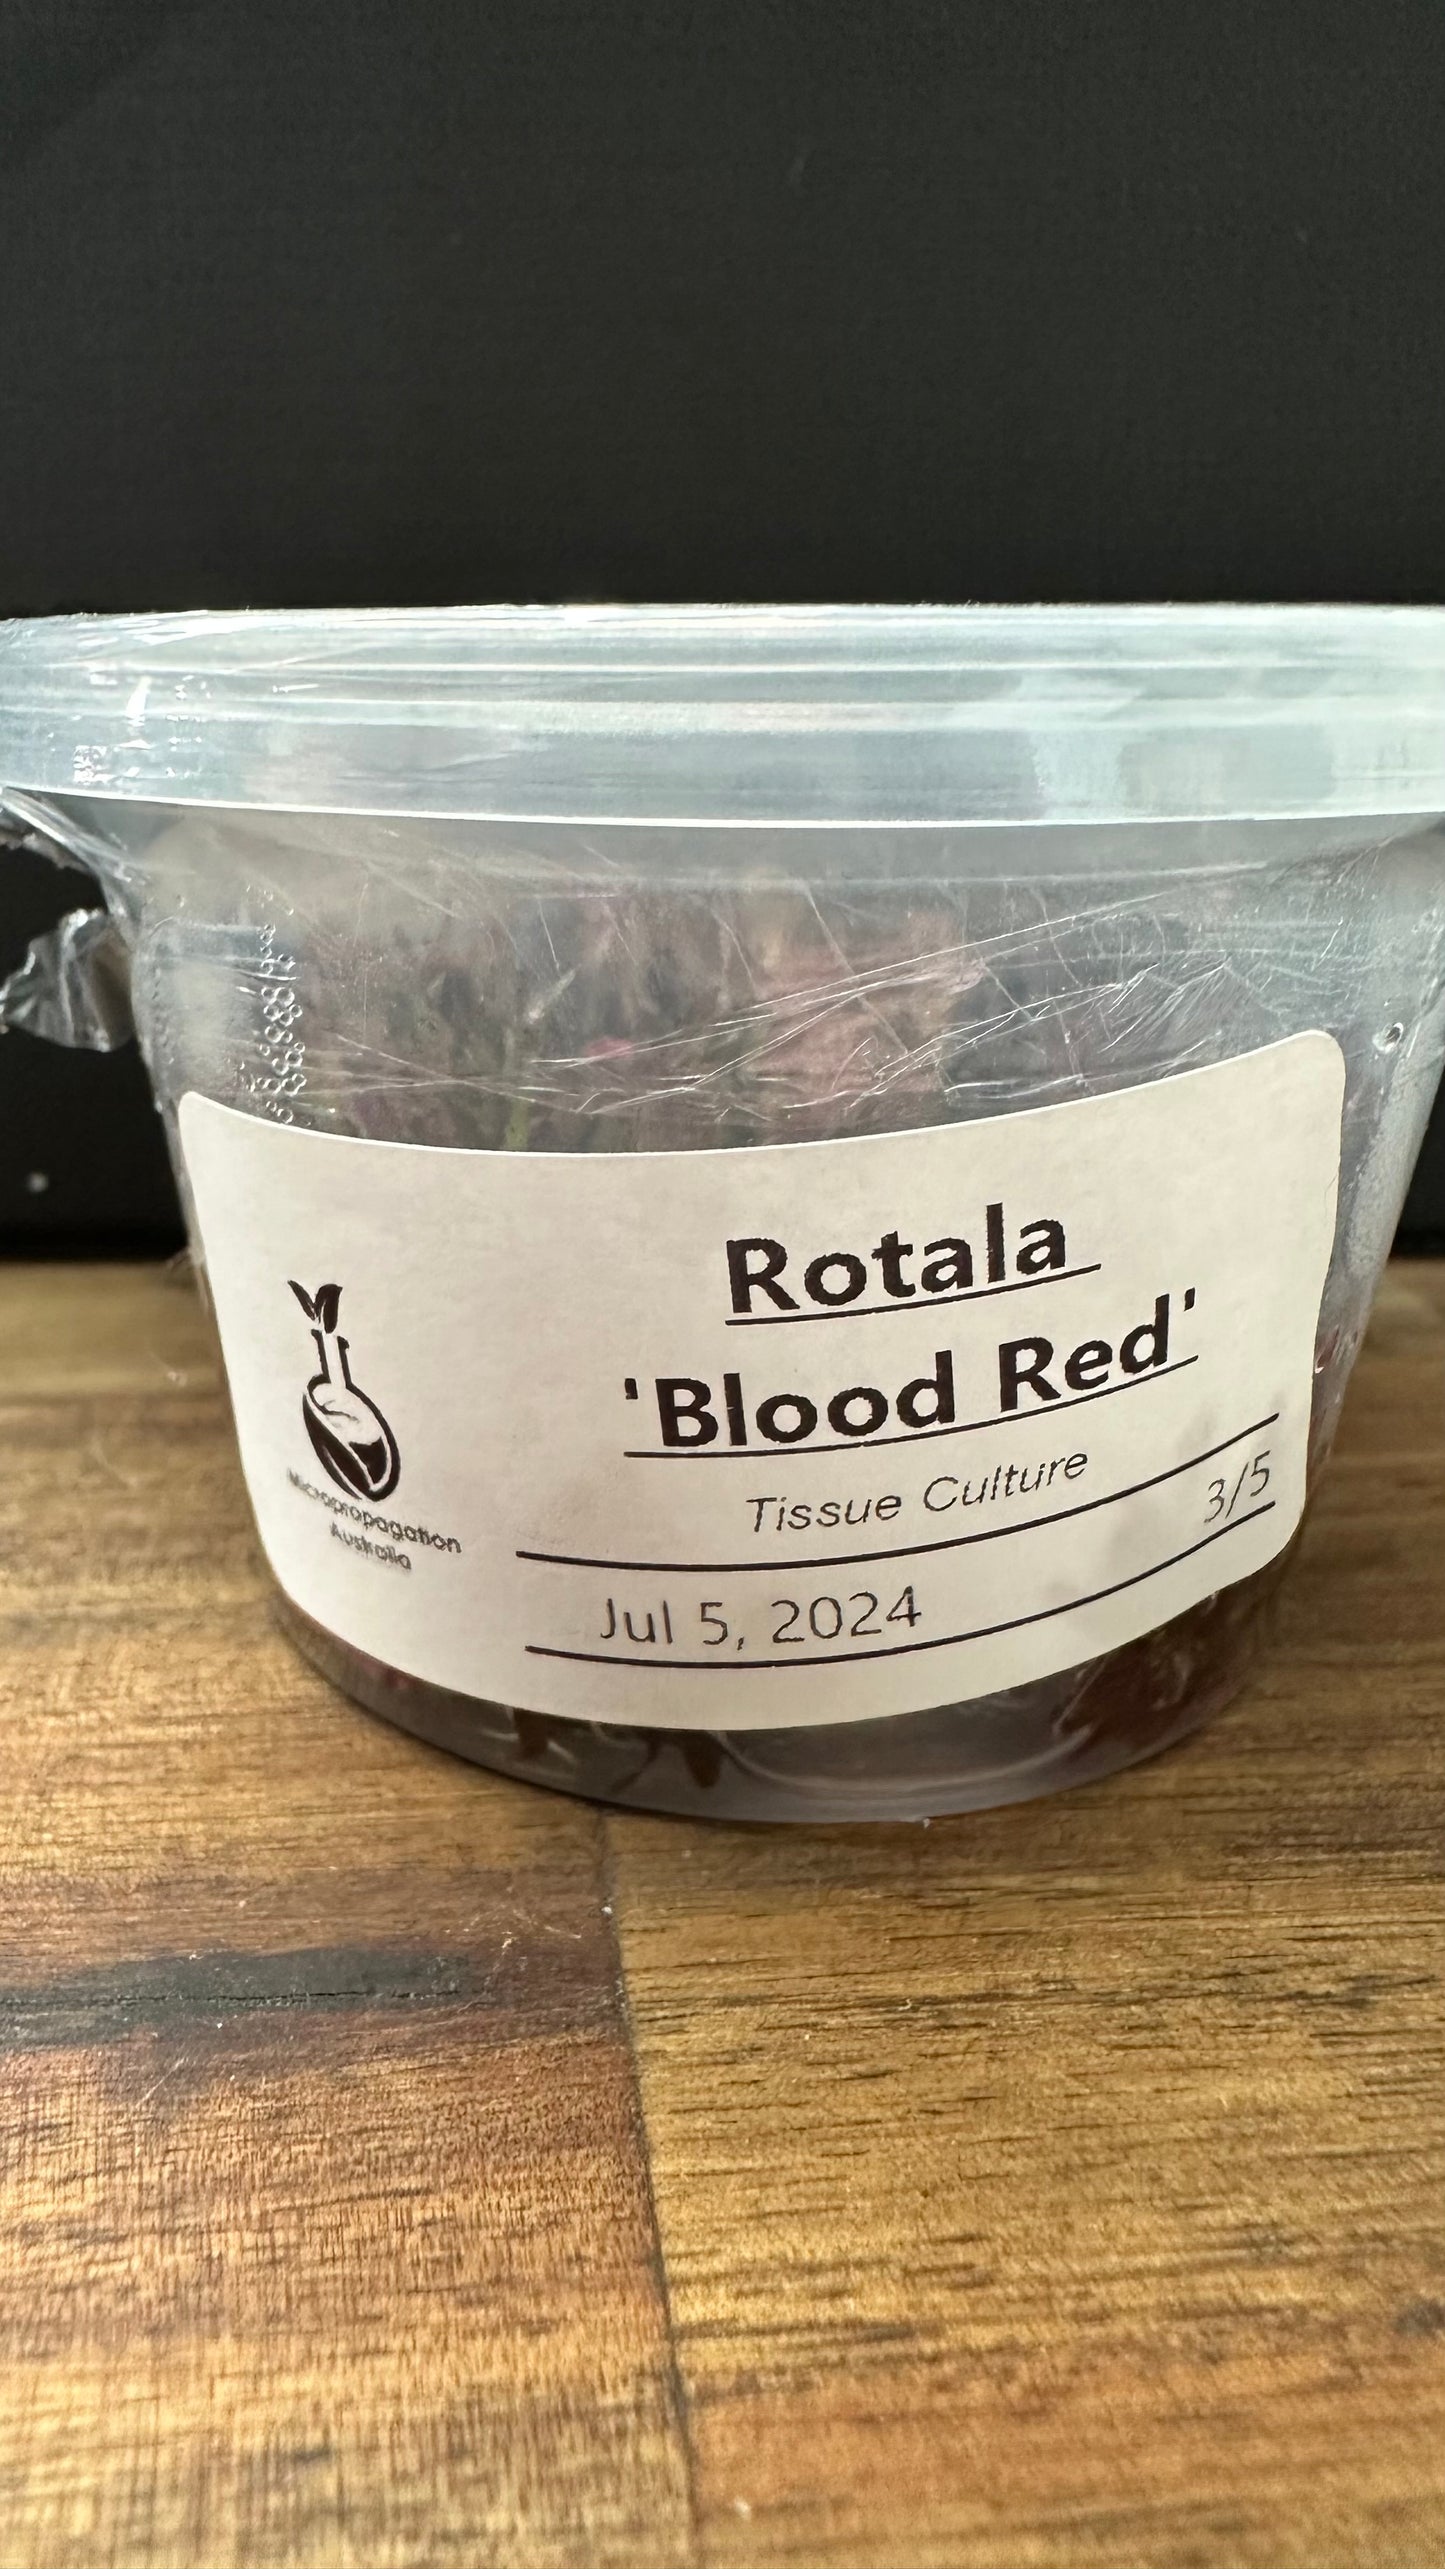 Rotala
'Blood Red'
Tissue Culture
3/5
Jul 5, 2024
Micropropagation
Australia